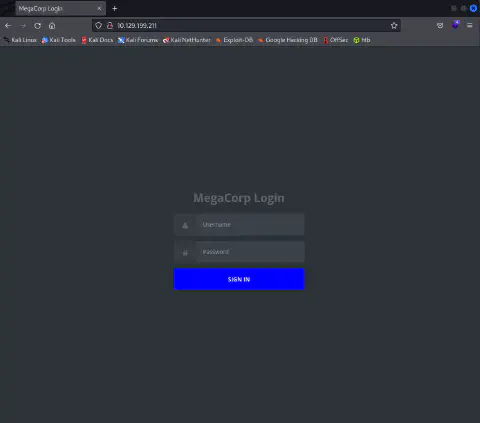 MegaCorp Login
10.129.199.211
Kali Linux Kali Tools Kali Docs Kali Forums Kali NetHunter Exploit-DB Google Hacking DB OffSec htb
MegaCorp Login
Username
Password
SIGN IN